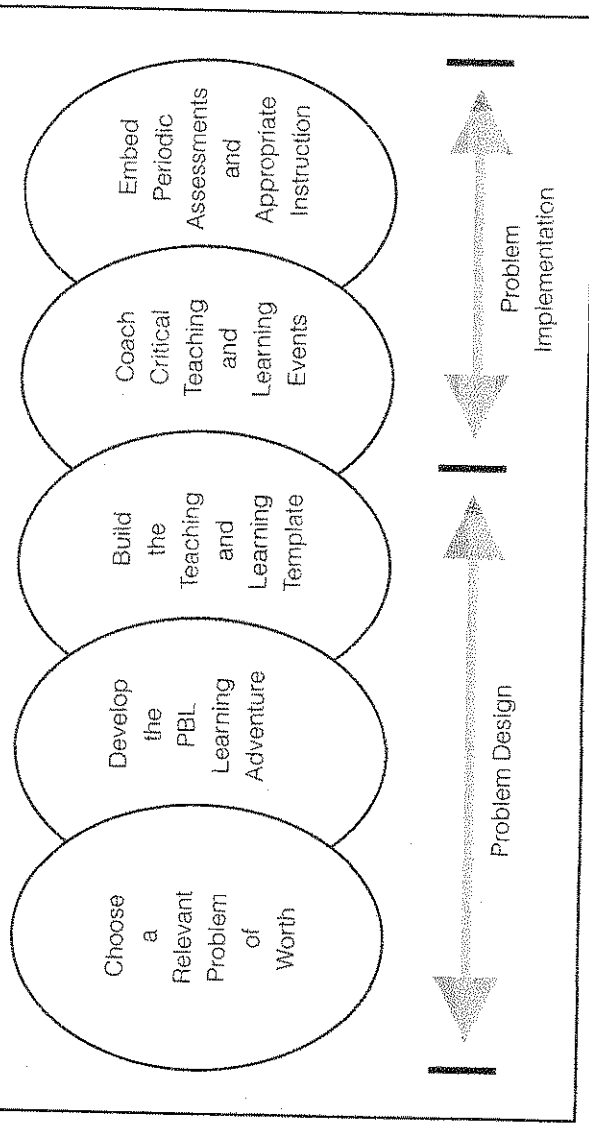 Choose
a
Relevant
Problem
of
Worth
Develop
the
PBL
Learning
Adventure
Build
the
Teaching
and
Learning
Template
Coach
Critical
Teaching
and
Learning
Events
Embed
Periodic
Assessments
and
Appropriate
Instruction
Problem Design
Problem
Implementation